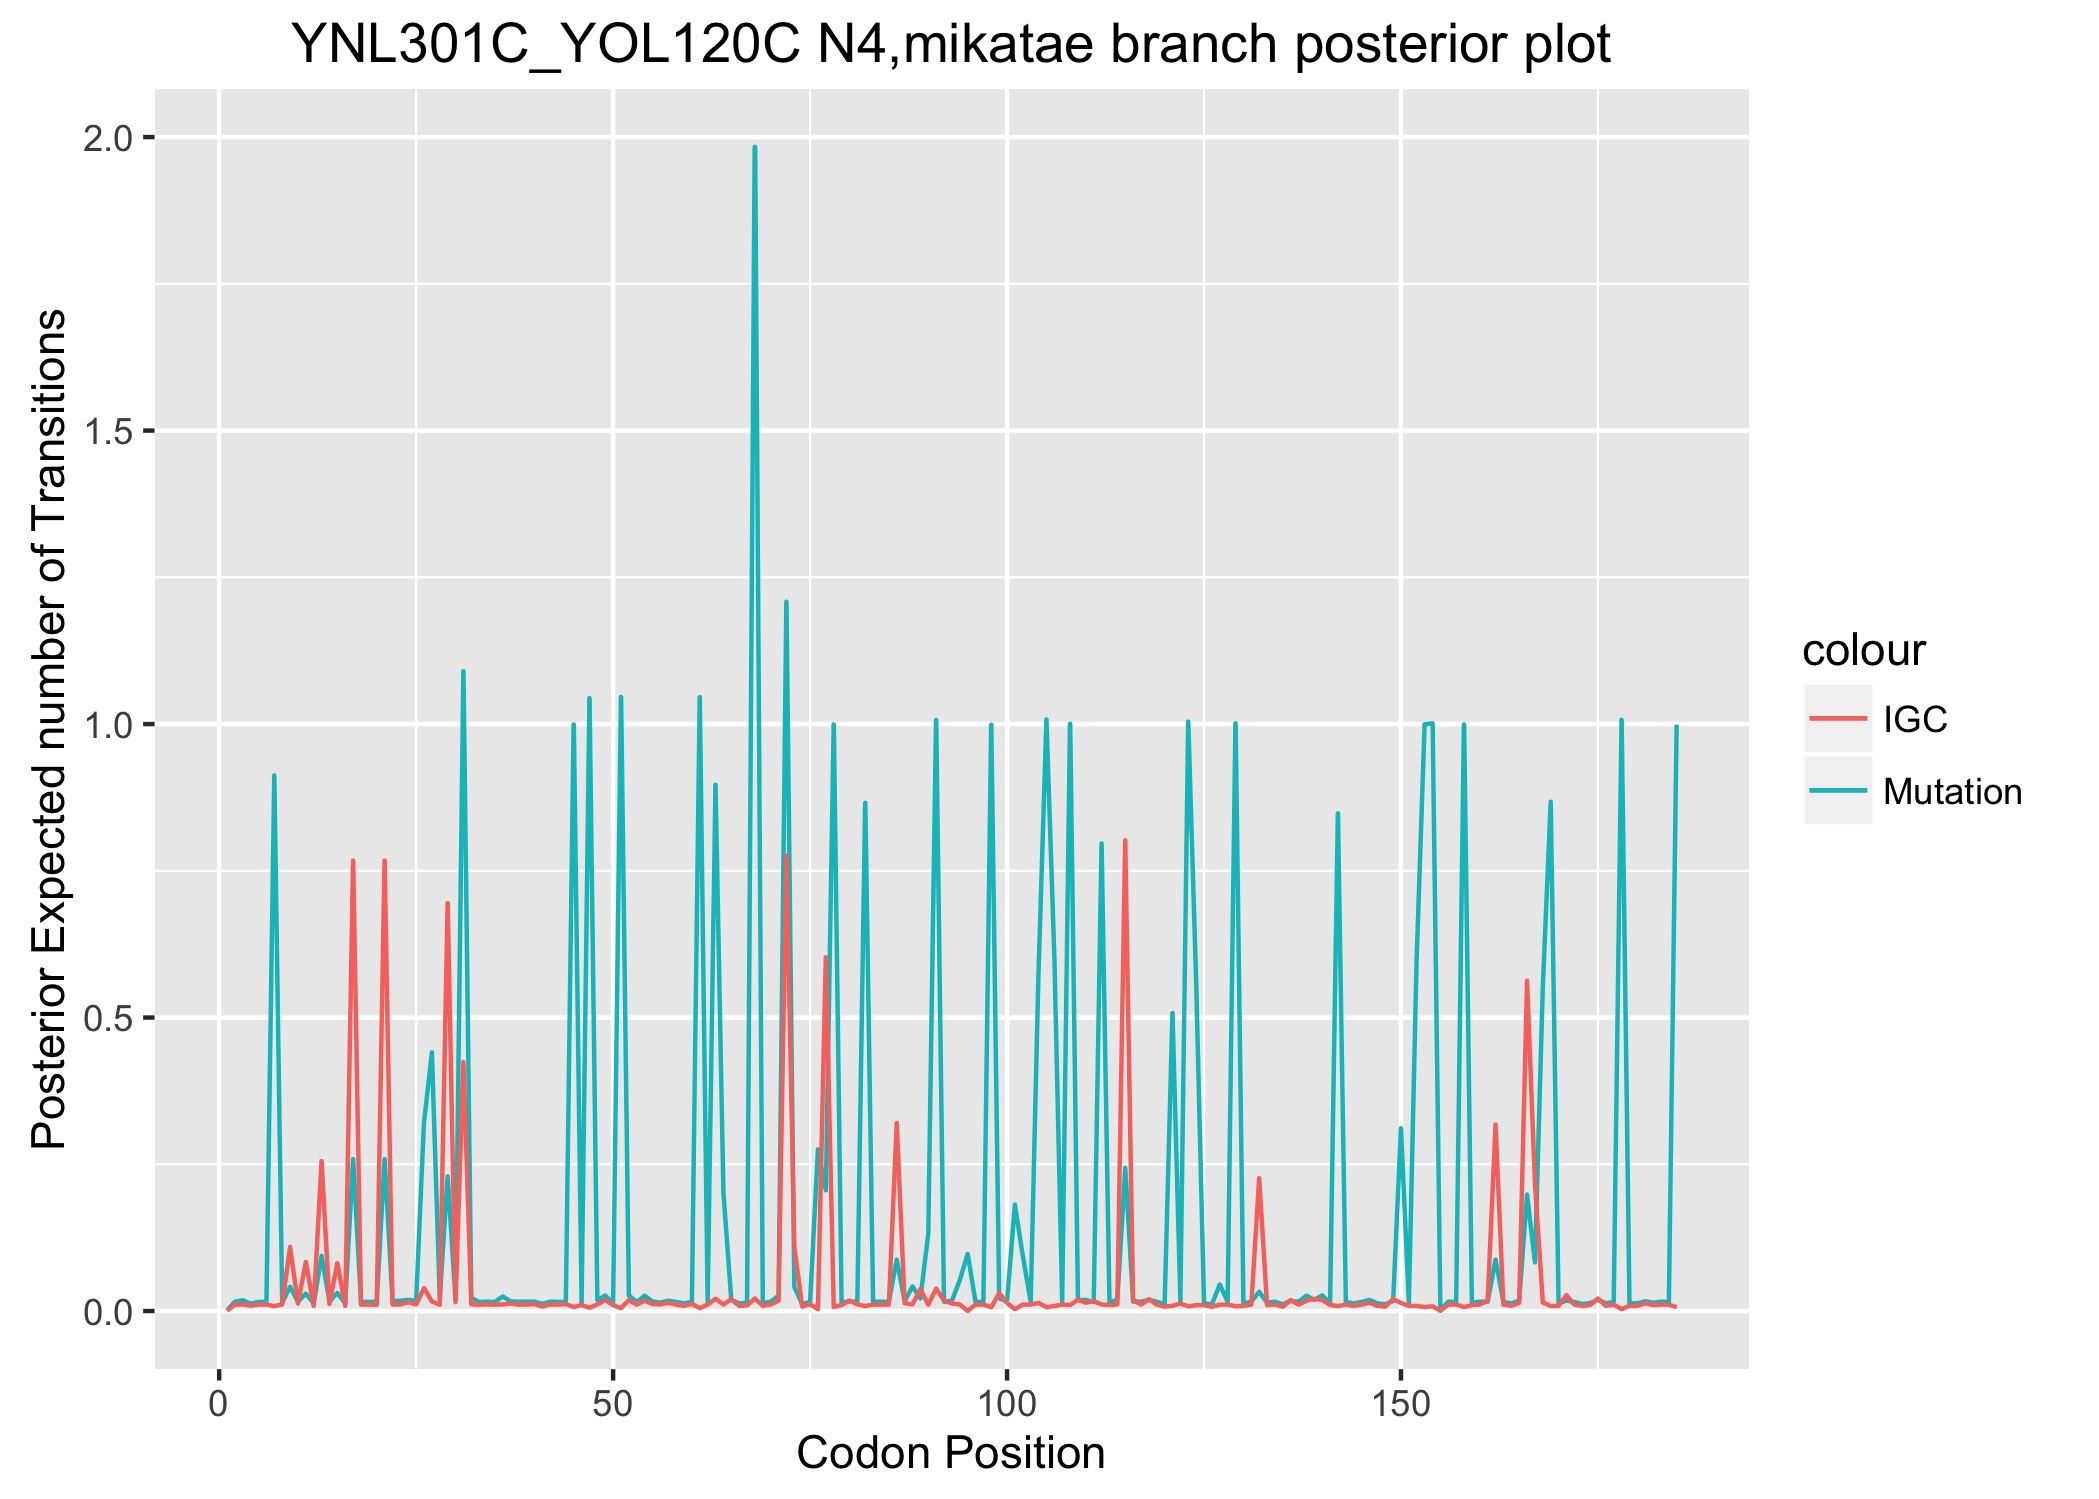 YNL301C_YOL120C N4,mikatae branch posterior plot
Posterior Expected number of Transitions
2.0
1.5
1.0
0.5
0.0
0 50 100 150
Codon Position
colour
IGC
Mutation